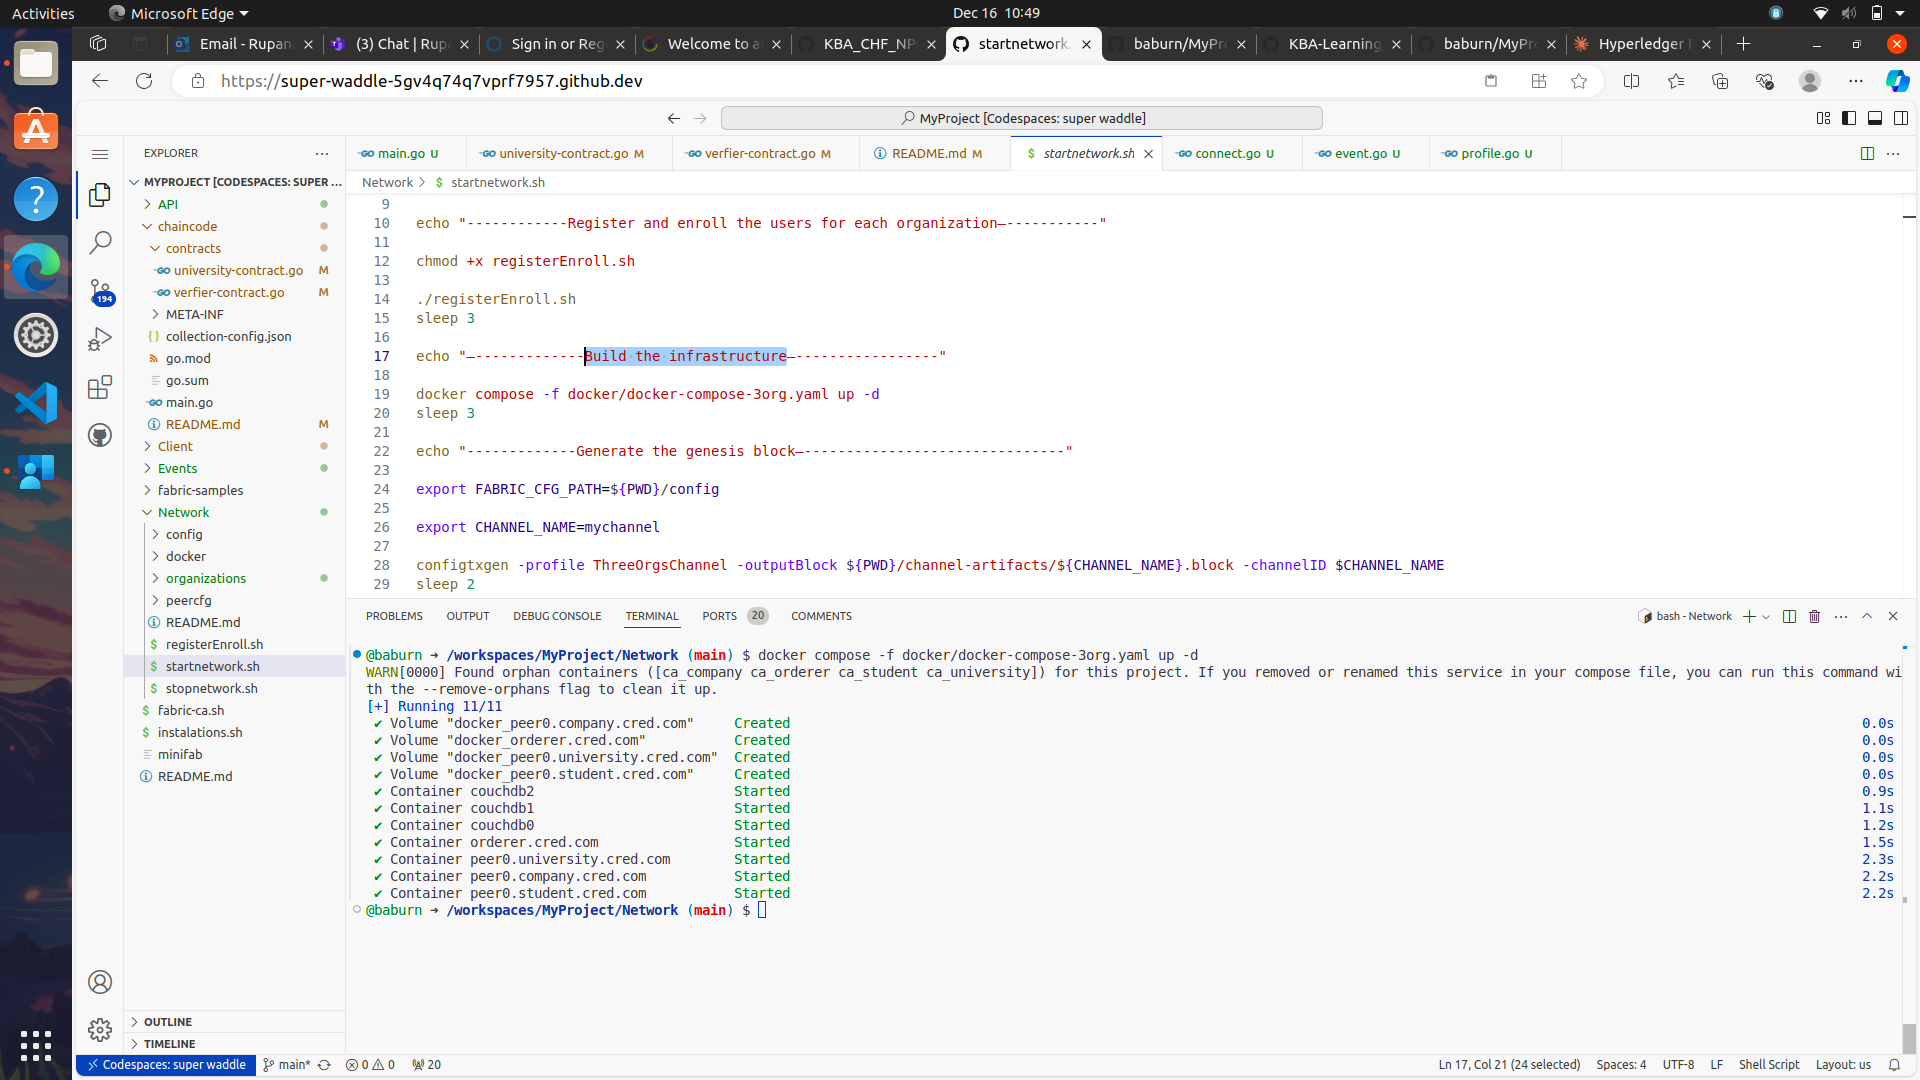 Activities
Microsoft Edge
Dec 16 10:49
Email - Rupan
(3) Chat | Rupa
Sign in or Reg
Welcome to a
KBA_CHF_NP
startnetwork.
baburn/MyPro
KBA-Learning
baburn/MyPro
Hyperledger F
https://super-waddle-5gv4q74q7vprf7957.github.dev
MyProject [Codespaces: super waddle]
EXPLORER
MYPROJECT [CODESPACES: SUPER ...
API
chaincode
contracts
university-contract.go M
verfier-contract.go M
META-INF
collection-config.json
go.mod
go.sum
main.go
README.md M
Client
Events
fabric-samples
Network
config
docker
organizations
peercfg
README.md
registerEnroll.sh
startnetwork.sh
stopnetwork.sh
fabric-ca.sh
instalations.sh
minifab
README.md
OUTLINE
TIMELINE
194
main.go U
university-contract.go M
verfier-contract.go M
README.md M
startnetwork.sh
connect.go U
event.go U
profile.go U
Network > startnetwork.sh
9
10 echo "------------Register and enroll the users for each organization—-----------"
11
12 chmod +x registerEnroll.sh
13
14 ./registerEnroll.sh
15 sleep 3
16
17 echo "—-------------Build the infrastructure—-----------------"
18
19 docker compose -f docker/docker-compose-3org.yaml up -d
20 sleep 3
21
22 echo "-------------Generate the genesis block—-------------------------------"
23
24 export FABRIC_CFG_PATH=${PWD}/config
25
26 export CHANNEL_NAME=mychannel
27
28 configtxgen -profile ThreeOrgsChannel -outputBlock ${PWD}/channel-artifacts/${CHANNEL_NAME}.block -channelID $CHANNEL_NAME
29 sleep 2
PROBLEMS OUTPUT DEBUG CONSOLE TERMINAL PORTS 20 COMMENTS
bash - Network
@baburn → /workspaces/MyProject/Network (main) $ docker compose -f docker/docker-compose-3org.yaml up -d
WARN[0000] Found orphan containers ([ca_company ca_orderer ca_student ca_university]) for this project. If you removed or renamed this service in your compose file, you can run this command wi
th the --remove-orphans flag to clean it up.
[+] Running 11/11
✔ Volume "docker_peer0.company.cred.com" Created 0.0s
✔ Volume "docker_orderer.cred.com" Created 0.0s
✔ Volume "docker_peer0.university.cred.com" Created 0.0s
✔ Volume "docker_peer0.student.cred.com" Created 0.0s
✔ Container couchdb2 Started 0.9s
✔ Container couchdb1 Started 1.1s
✔ Container couchdb0 Started 1.2s
✔ Container orderer.cred.com Started 1.5s
✔ Container peer0.university.cred.com Started 2.3s
✔ Container peer0.company.cred.com Started 2.2s
✔ Container peer0.student.cred.com Started 2.2s
@baburn → /workspaces/MyProject/Network (main) $
Codespaces: super waddle
main*
0 0
20
Ln 17, Col 21 (24 selected)
Spaces: 4
UTF-8
LF
Shell Script
Layout: us